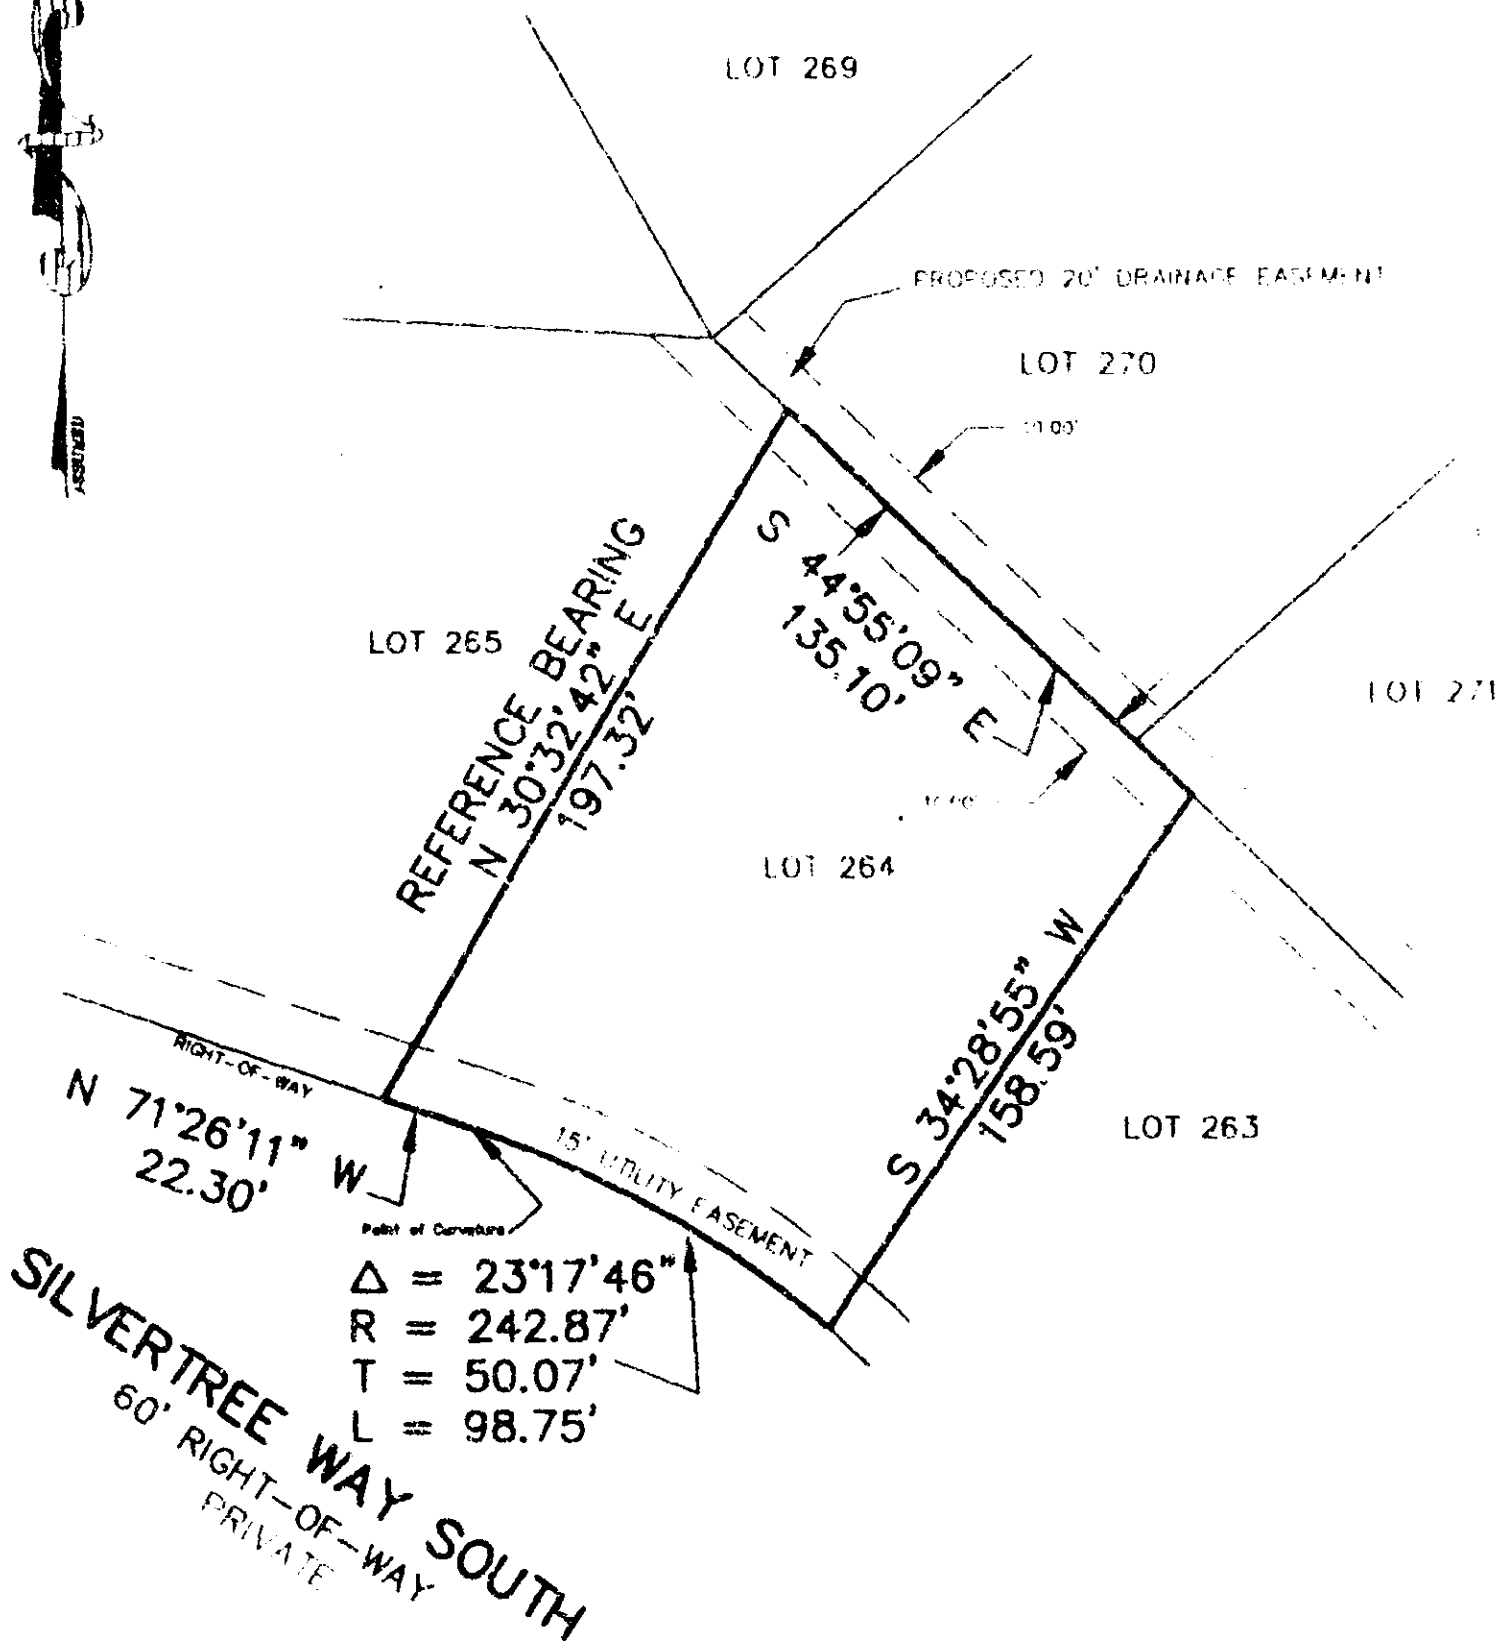 LOT 269
PROPOSED 20' DRAINAGE EASEMENT
LOT 270
ASSUMED
S 44°55'09" E
135.10'
REFERENCE BEARING
N 30°32'42" E
197.32'
LOT 265
LOT 271
LOT 264
S 34°28'55" W
158.59'
LOT 263
RIGHT-OF-WAY
N 71°26'11" W
22.30'
15' UTILITY EASEMENT
Point of Curvature
Δ = 23°17'46"
R = 242.87'
T = 50.07'
L = 98.75'
SILVERTREE WAY SOUTH
60' RIGHT-OF-WAY
PRIVATE